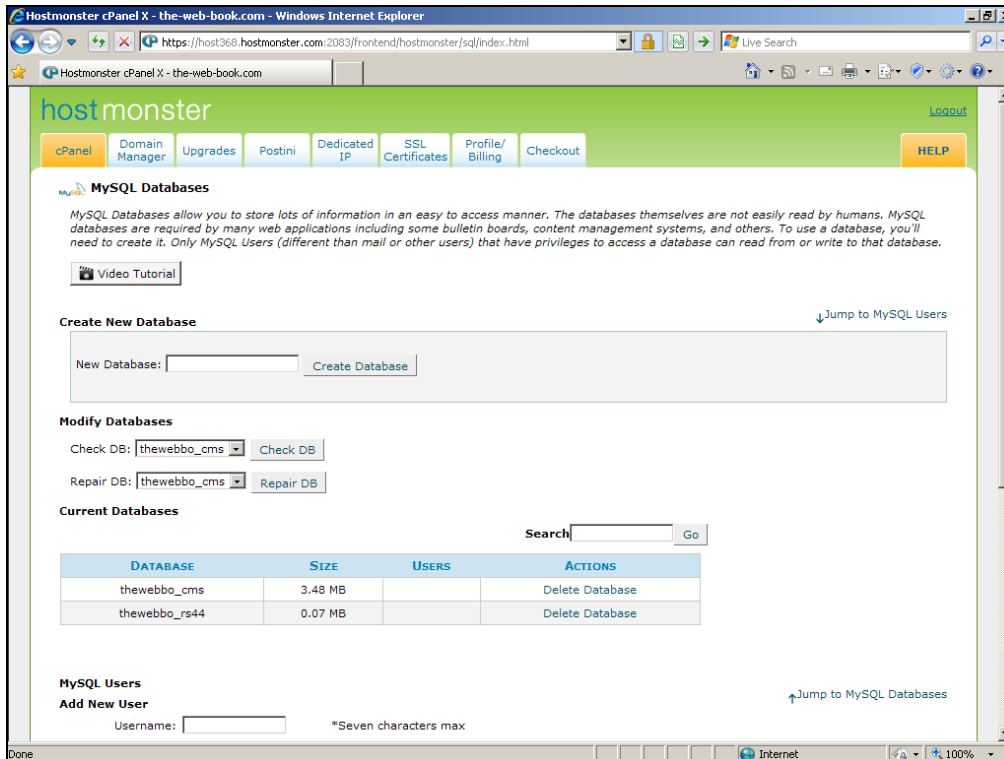 Hostmonster cPanel X - the-web-book.com - Windows Internet Explorer
https://host368.hostmonster.com:2083/frontend/hostmonster/sql/index.html
Live Search
Hostmonster cPanel X - the-web-book.com
hostmonster
Logout
cPanel
Domain Manager
Upgrades
Postini
Dedicated IP
SSL Certificates
Profile/ Billing
Checkout
HELP
MySQL
MySQL Databases
MySQL Databases allow you to store lots of information in an easy to access manner. The databases themselves are not easily read by humans. MySQL
databases are required by many web applications including some bulletin boards, content management systems, and others. To use a database, you'll
need to create it. Only MySQL Users (different than mail or other users) that have privileges to access a database can read from or write to that database.
Video Tutorial
↓Jump to MySQL Users
Create New Database
New Database: Create Database
Modify Databases
Check DB: thewebbo_cms Check DB
Repair DB: thewebbo_cms Repair DB
Current Databases
Search Go
DATABASE SIZE USERS ACTIONS
thewebbo_cms 3.48 MB Delete Database
thewebbo_rs44 0.07 MB Delete Database
MySQL Users
↑Jump to MySQL Databases
Add New User
Username: *Seven characters max
Done Internet 100%